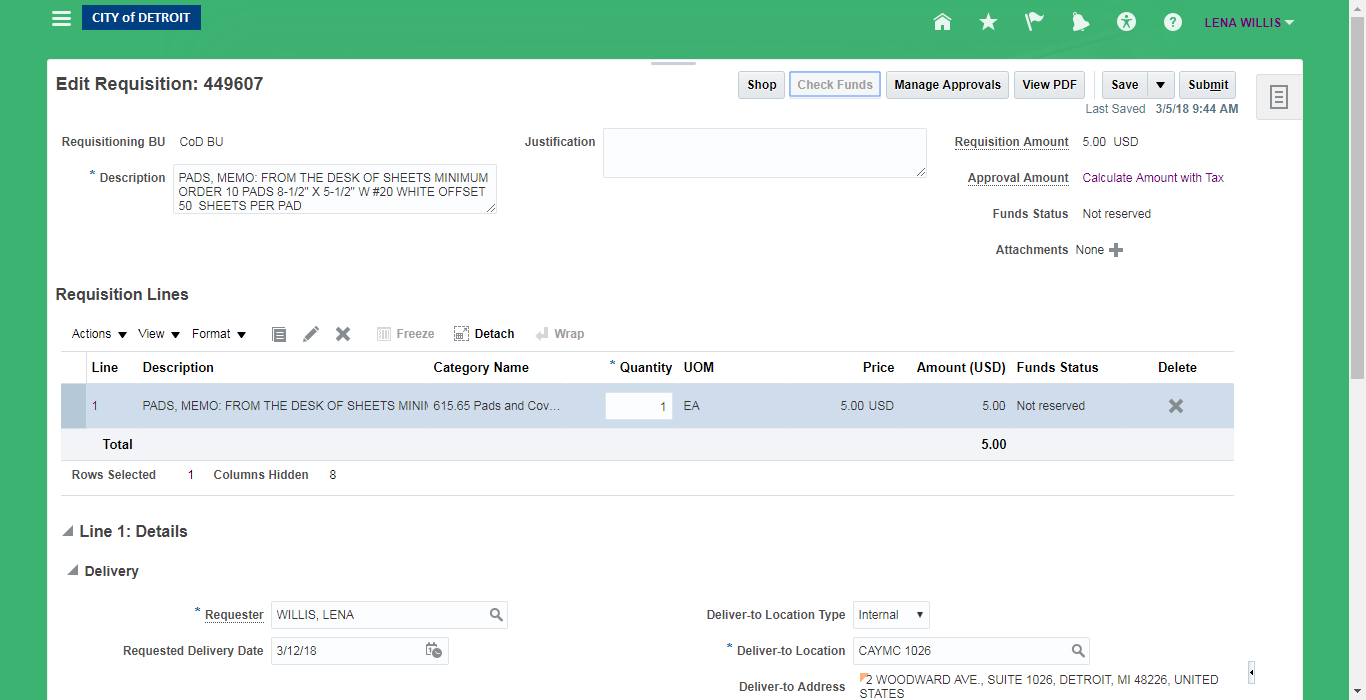 CITY of DETROIT
LENA WILLIS
Edit Requisition: 449607
Shop
Check Funds
Manage Approvals
View PDF
Save
Submit
Last Saved 3/5/18 9:44 AM
Requisitioning BU CoD BU
Justification
Requisition Amount 5.00 USD
* Description
PADS, MEMO: FROM THE DESK OF SHEETS MINIMUM
ORDER 10 PADS 8-1/2" X 5-1/2" W #20 WHITE OFFSET
50 SHEETS PER PAD
Approval Amount Calculate Amount with Tax
Funds Status Not reserved
Attachments None
Requisition Lines
Actions View Format Freeze Detach Wrap
Line Description Category Name * Quantity UOM Price Amount (USD) Funds Status Delete
1 PADS, MEMO: FROM THE DESK OF SHEETS MINI 615.65 Pads and Cov... 1 EA 5.00 USD 5.00 Not reserved
Total 5.00
Rows Selected 1 Columns Hidden 8
Line 1: Details
Delivery
* Requester WILLIS, LENA
Deliver-to Location Type Internal
Requested Delivery Date 3/12/18
* Deliver-to Location CAYMC 1026
Deliver-to Address 2 WOODWARD AVE., SUITE 1026, DETROIT, MI 48226, UNITED
STATES